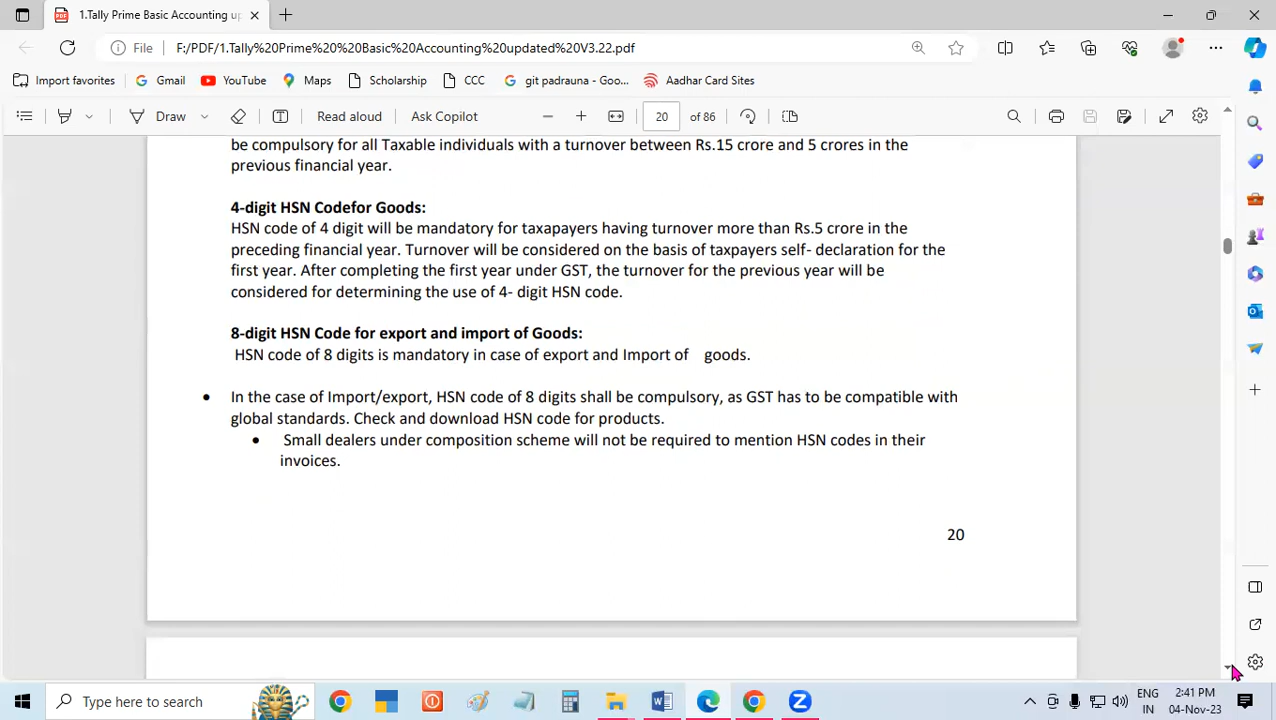 1.Tally Prime Basic Accounting up
File
F:/PDF/1.Tally%20Prime%20%20Basic%20Accounting%20updated%20V3.22.pdf
Import favorites
Gmail
YouTube
Maps
Scholarship
CCC
git padrauna - Goo...
Aadhar Card Sites
Draw
Read aloud
Ask Copilot
20
of 86
be compulsory for all Taxable individuals with a turnover between Rs.15 crore and 5 crores in the
previous financial year.
4-digit HSN Codefor Goods:
HSN code of 4 digit will be mandatory for taxapayers having turnover more than Rs.5 crore in the
preceding financial year. Turnover will be considered on the basis of taxpayers self- declaration for the
first year. After completing the first year under GST, the turnover for the previous year will be
considered for determining the use of 4- digit HSN code.
8-digit HSN Code for export and import of Goods:
HSN code of 8 digits is mandatory in case of export and Import of goods.
• In the case of Import/export, HSN code of 8 digits shall be compulsory, as GST has to be compatible with
global standards. Check and download HSN code for products.
• Small dealers under composition scheme will not be required to mention HSN codes in their
invoices.
20
Type here to search
ENG
IN
2:41 PM
04-Nov-23